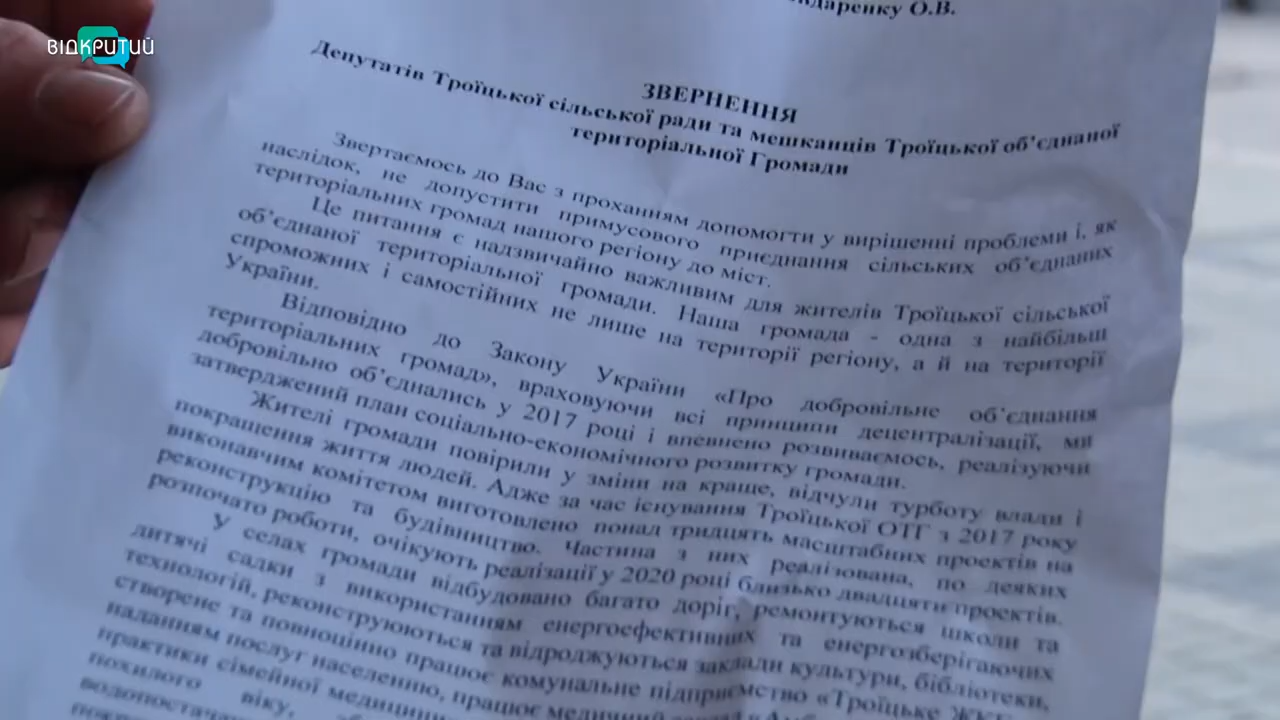 ВІДКРИТИЙ
О.В.
ЗВЕРНЕННЯ
Депутатів Троїцької сільської ради та мешканців Троїцької об’єднаної
територіальної Громади
Звертаємось до Вас з проханням допомогти у вирішенні проблеми і, як
наслідок, не допустити примусового приєднання сільських об’єднаних
територіальних громад нашого регіону до міст.
Це питання є надзвичайно важливим для жителів Троїцької сільської
об’єднаної територіальної громади. Наша громада - одна з найбільш
спроможних і самостійних не лише на території регіону, а й на території
України.
Відповідно до Закону України «Про добровільне об’єднання
територіальних громад», враховуючи всі принципи децентралізації, ми
добровільно об’єднались у 2017 році і впевнено розвиваємось, реалізуючи
затверджений план соціально-економічного розвитку громади.
Жителі громади повірили у зміни на краще, відчули турботу влади і
покращення життя людей. Адже за час існування Троїцької ОТГ з 2017 року
виконавчим комітетом виготовлено понад тридцять масштабних проектів на
реконструкцію та будівництво. Частина з них реалізована, по деяких
розпочато роботи, очікують реалізації у 2020 році близько двадцяти проектів.
У селах громади відбудовано багато доріг, ремонтуються школи та
дитячі садки з використанням енергоефективних та енергозберігаючих
технологій, реконструюються та відроджуються заклади культури, бібліотеки,
створене та повноцінно працює комунальне підприємство «Троїцьке
наданням послуг населенню, працює медичний
практики сімейної медицини
похилого віку,